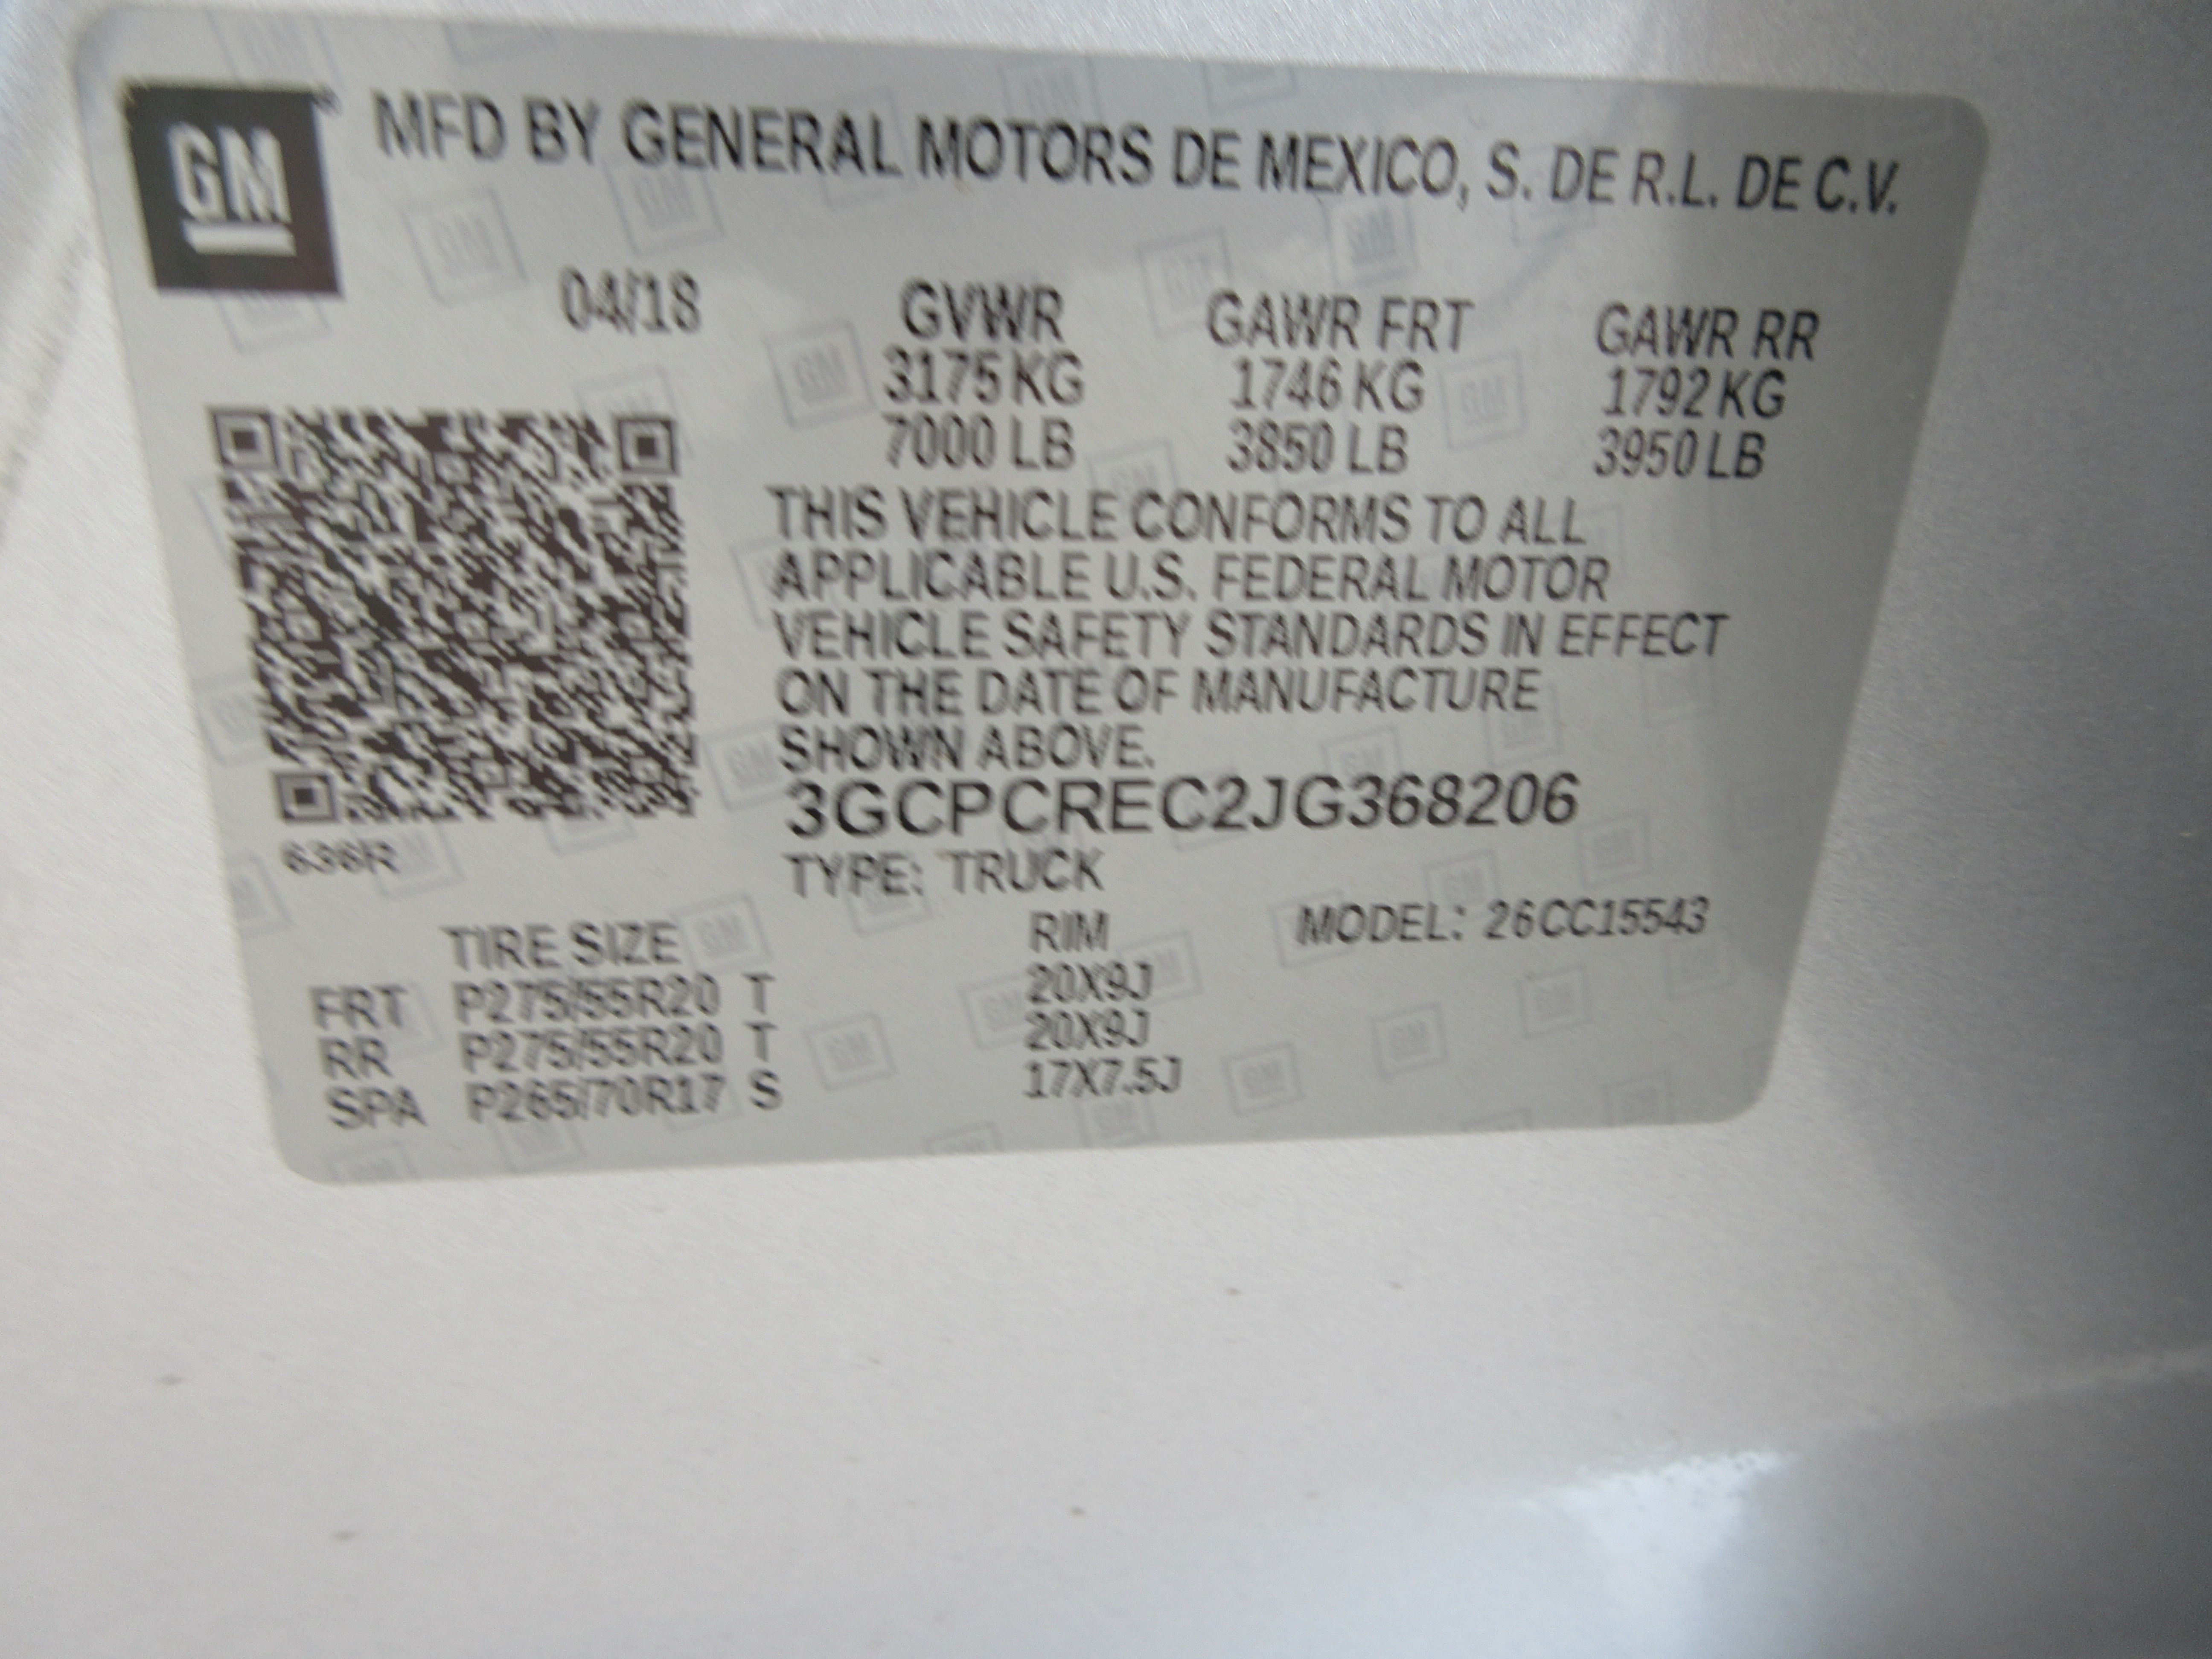 GM
MFD BY GENERAL MOTORS DE MEXICO, S. DE R.L. DE C.V.
04/18 GVWR GAWR FRT GAWR RR
3175 KG 1746 KG 1792 KG
7000 LB 3850 LB 3950 LB
THIS VEHICLE CONFORMS TO ALL
APPLICABLE U.S. FEDERAL MOTOR
VEHICLE SAFETY STANDARDS IN EFFECT
ON THE DATE OF MANUFACTURE
SHOWN ABOVE.
3GCPCREC2JG368206
636R
TYPE: TRUCK
TIRE SIZE RIM MODEL: 26CC15543
FRT P275/55R20 T 20X9J
RR P275/55R20 T 20X9J
SPA P265/70R17 S 17X7.5J